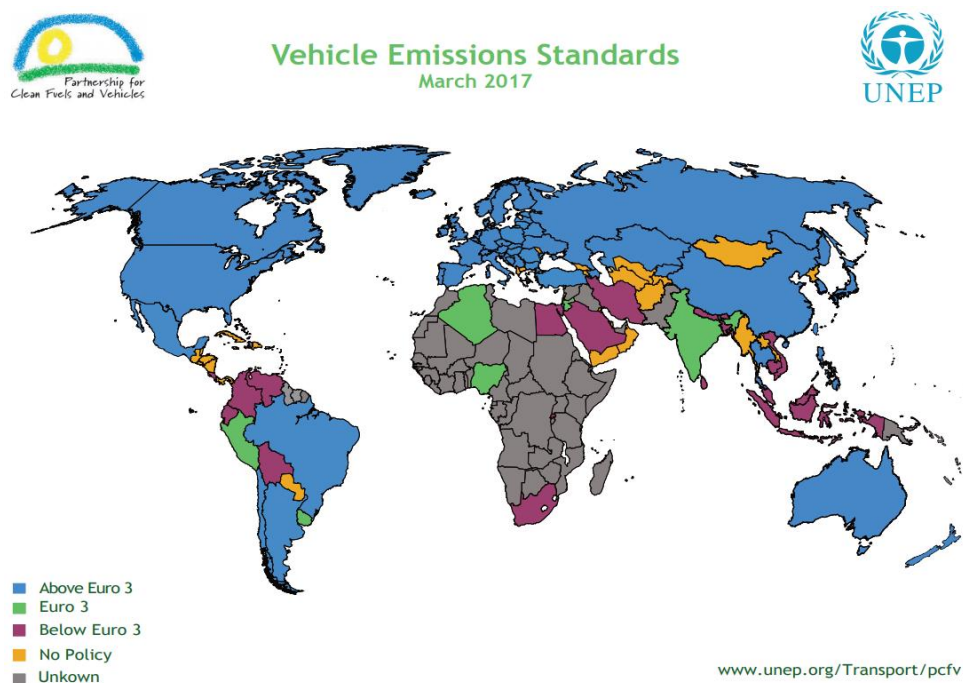 Partnership for
Clean Fuels and Vehicles
Vehicle Emissions Standards
March 2017
UNEP
Above Euro 3
Euro 3
Below Euro 3
No Policy
Unkown
www.unep.org/Transport/pcfv